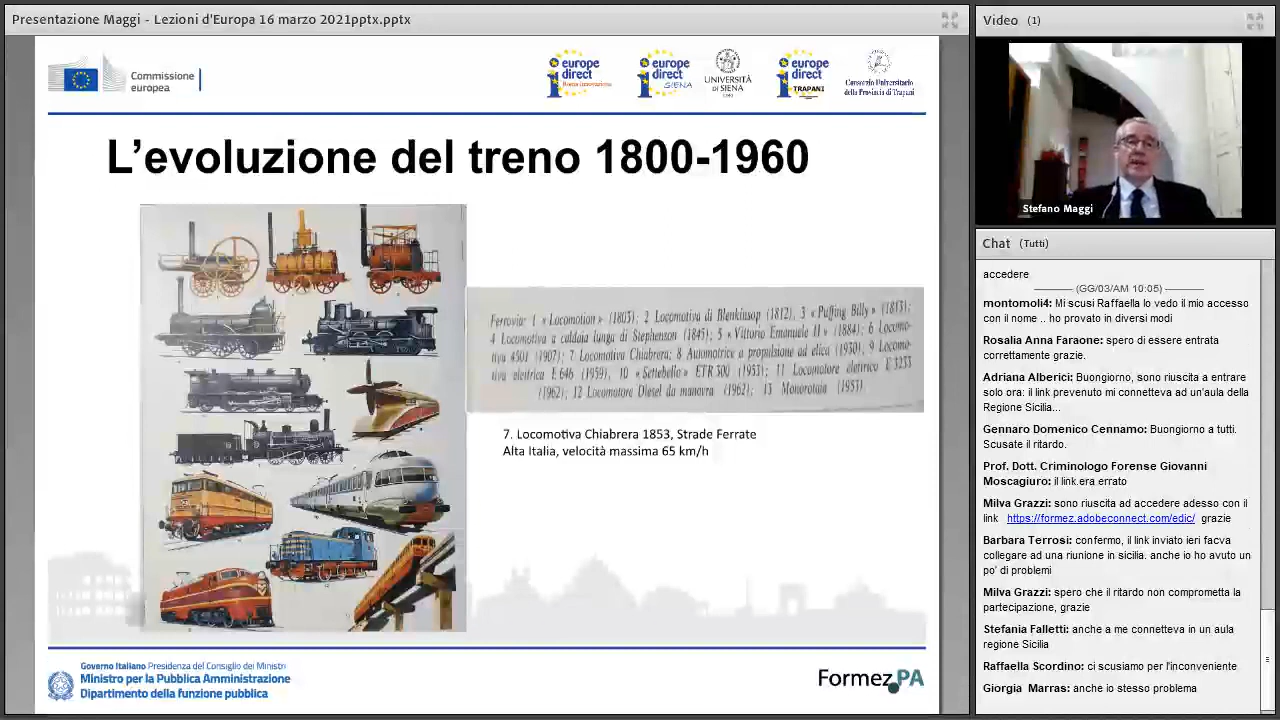 Presentazione Maggi - Lezioni d'Europa 16 marzo 2021pptx.pptx
Commissione
europea
europe
direct
europe
direct
SIENA
UNIVERSITÀ
DI SIENA
1240
europe
direct
TRAPANI
Consorzio Universitario
della Provincia di Trapani
L'evoluzione del treno 1800-1960
Ferrovia: 1 «Locomotion» (1805); 2 Locomotiva di Blenkinsop (1812), 3 «Puffing Billy» (1813);
4 Locomotiva a caldaia lunga di Stephenson (1845); 5 «Vittorio Emanuele II» (1884); 6 Locomo-
tiva 4501 (1907); 7 Locomotiva Chiabrera; 8 Automotrice a propulsione ad elica (1930), 9 Loco-
tiva elettrica E 646 (1959), 10 «Settebello» ETR 300 (1953); 11 Locomotore elettrico E 3253
(1962); 12 Locomotore Diesel da manovra (1962); 13 Monorotaia (1953).
7. Locomotiva Chiabrera 1853, Strade Ferrate
Alta Italia, velocità massima 65 km/h
Governo Italiano Presidenza del Consiglio dei Ministri
Ministro per la Pubblica Amministrazione
Dipartimento della funzione pubblica
Formez PA
Video (1)
Stefano Maggi
Chat (Tutti)
accedere
(GG/03/AM 10:05)
montomoli4: Mi scusi Raffaella lo vedo il mio accesso
con il nome .. ho provato in diversi modi
Rosalia Anna Faraone: spero di essere entrata
correttamente grazie.
Adriana Alberici: Buongiorno, sono riuscita a entrare
solo ora: il link prevenuto mi connetteva ad un'aula della
Regione Sicilia...
Gennaro Domenico Cennamo: Buongiorno a tutti.
Scusate il ritardo.
Prof. Dott. Criminologo Forense Giovanni
Moscagiuro: il link.era errato
Milva Grazzi: sono riuscita ad accedere adesso con il
link https://formez.adobeconnect.com/edic/ grazie
Barbara Terrosi: confermo, il link inviato ieri facva
collegare ad una riunione in sicilia. anche io ho avuto un
po' di problemi
Milva Grazzi: spero che il ritardo non comprometta la
partecipazione, grazie
Stefania Falletti: anche a me connetteva in un aula
regione Sicilia
Raffaella Scordino: ci scusiamo per l'inconveniente
Giorgia Marras: anche io stesso problema